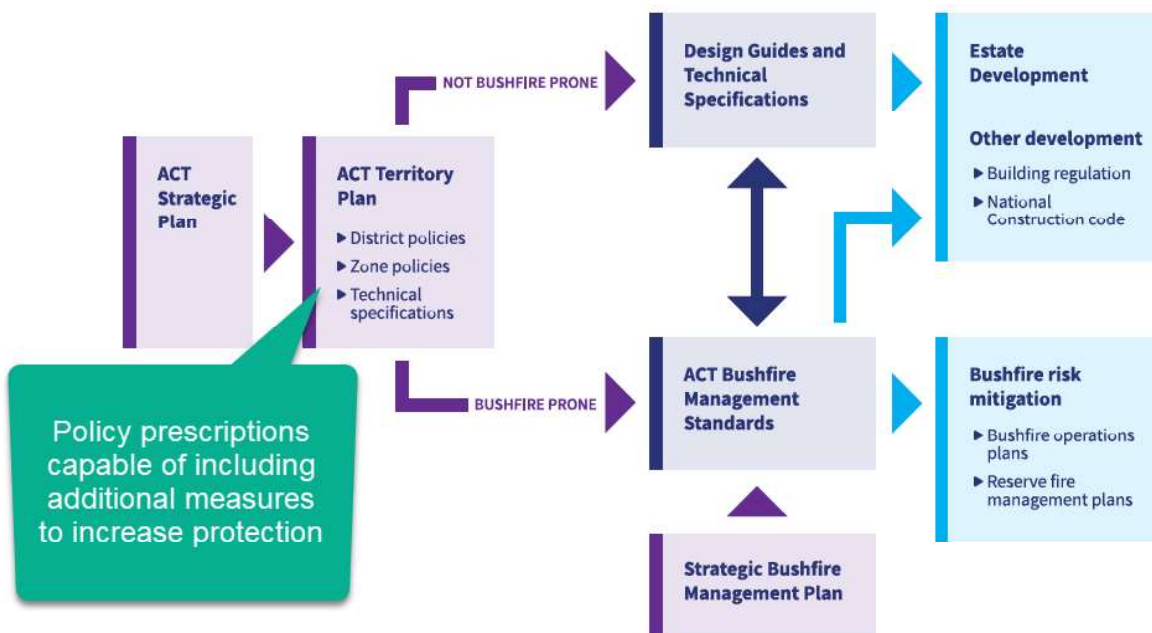 ACT
Strategic
Plan
ACT Territory
Plan
▶ District policies
▶ Zone policies
▶ Technical
specifications
NOT BUSHFIRE PRONE
BUSHFIRE PRONE
Design Guides and
Technical
Specifications
Estate
Development
Other development
▶ Building regulation
▶ National
Construction code
ACT Bushfire
Management
Standards
Bushfire risk
mitigation
▶ Bushfire operations
plans
▶ Reserve fire
management plans
Strategic Bushfire
Management Plan
Policy prescriptions
capable of including
additional measures
to increase protection